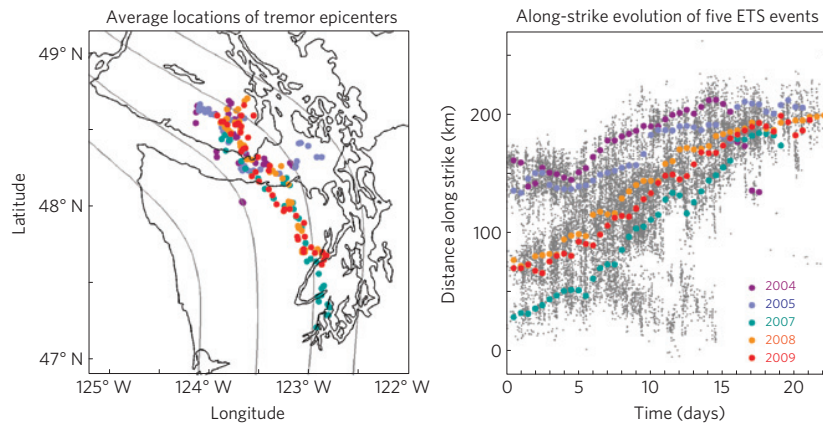 Average locations of tremor epicenters
49° N
48° N
47° N
Latitude
125° W 124° W 123° W 122° W
Longitude
Along-strike evolution of five ETS events
200
100
0
Distance along strike (km)
2004
2005
2007
2008
2009
0 5 10 15 20
Time (days)